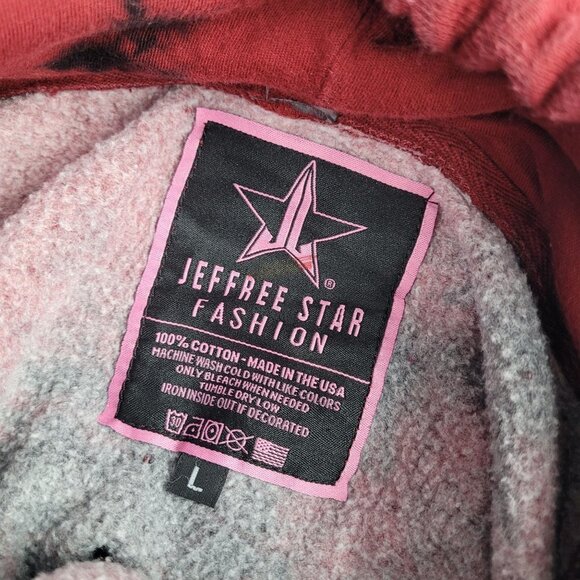 JEFFREE STAR
®
FASHION
100% COTTON - MADE IN THE USA
MACHINE WASH COLD WITH LIKE COLORS
ONLY BLEACH WHEN NEEDED
TUMBLE DRY LOW
IRON INSIDE OUT IF DECORATED
30
L